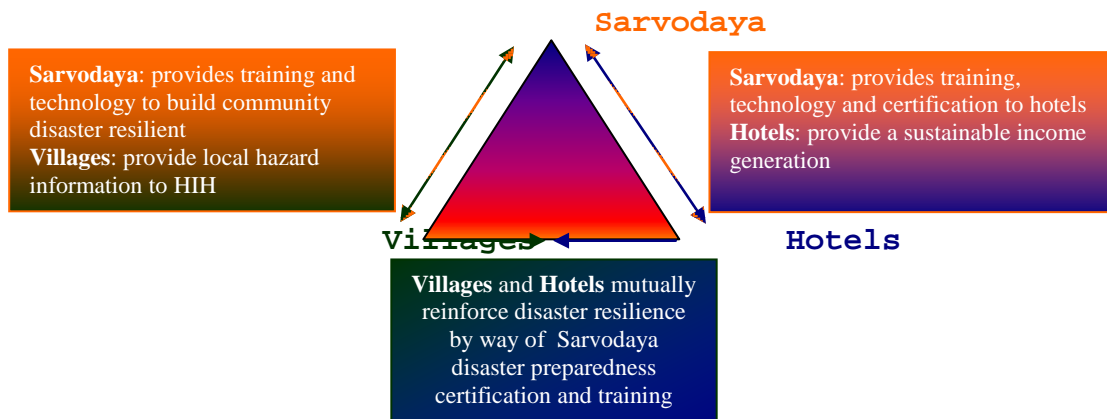 Sarvodaya
Sarvodaya: provides training and
technology to build community
disaster resilient
Villages: provide local hazard
information to HIH
Sarvodaya: provides training,
technology and certification to hotels
Hotels: provide a sustainable income
generation
Villages
Hotels
Villages and Hotels mutually
reinforce disaster resilience
by way of Sarvodaya
disaster preparedness
certification and training